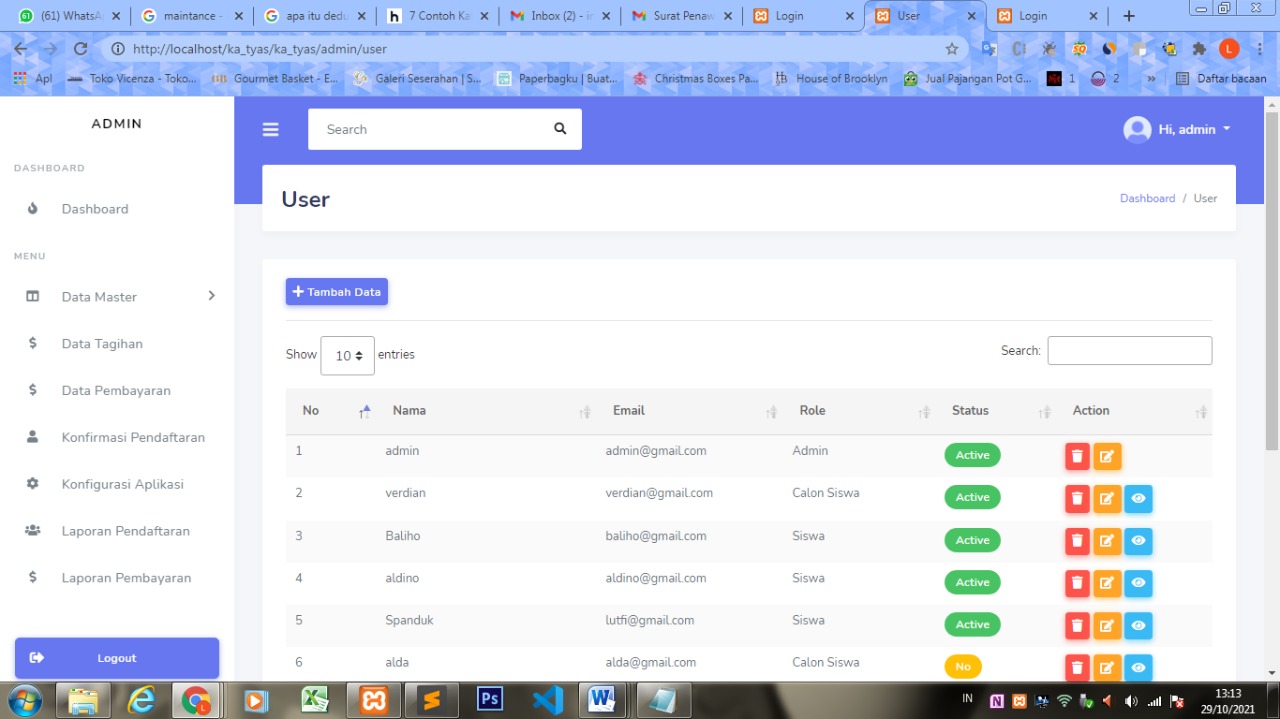 (61) WhatsA
maintance -
apa itu dedu
7 Contoh Ka
Inbox (2) - ir
Surat Penaw
Login
User
Login
http://localhost/ka_tyas/ka_tyas/admin/user
Apl
Toko Vicenza - Toko...
Gourmet Basket - E...
Galeri Seserahan | S...
Paperbagku | Buat...
Christmas Boxes Pa...
House of Brooklyn
Jual Pajangan Pot G...
1
2
»
Daftar bacaan
ADMIN
Search
Hi, admin
DASHBOARD
Dashboard
MENU
Data Master
Data Tagihan
Data Pembayaran
Konfirmasi Pendaftaran
Konfigurasi Aplikasi
Laporan Pendaftaran
Laporan Pembayaran
Logout
User
Dashboard / User
Tambah Data
Show 10 entries
Search:
No Nama Email Role Status Action
1 admin admin@gmail.com Admin Active
2 verdian verdian@gmail.com Calon Siswa Active
3 Baliho baliho@gmail.com Siswa Active
4 aldino aldino@gmail.com Siswa Active
5 Spanduk lutfi@gmail.com Siswa Active
6 alda alda@gmail.com Calon Siswa No
IN
13:13
29/10/2021